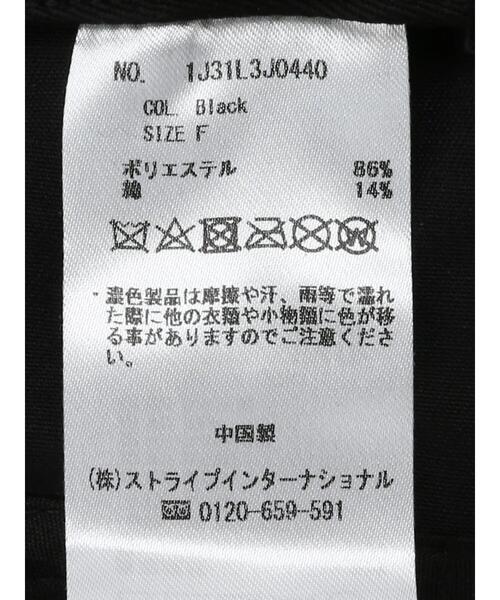 NO. 1J31L3J0440
COL. Black
SIZE F
ポリエステル 86%
綿 14%
・濃色製品は摩擦や汗、雨等で濡れ
た際に他の衣類や小物類に色が移
る事がありますのでご注意くださ
い。
中国製
(株)ストライプインターナショナル
0120-659-591